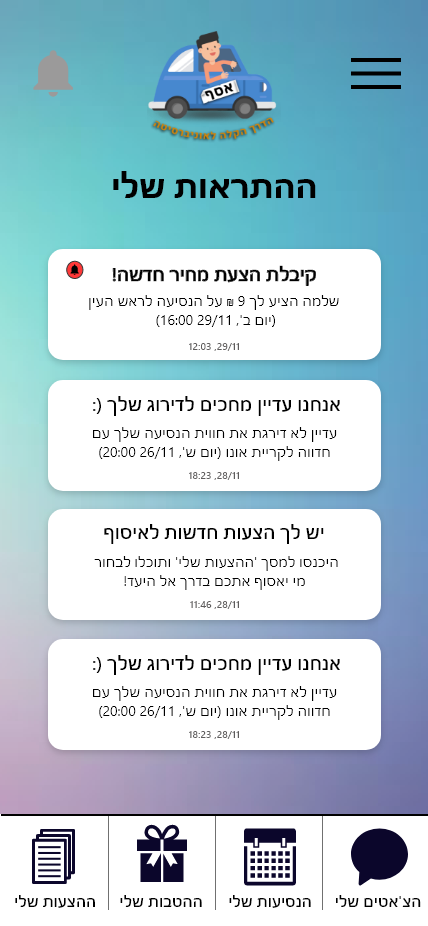 אסף
הדרך הקלה לאוניברסיטה
ההתראות שלי
קיבלת הצעת מחיר חדשה!
שלמה הציע לך 9 ₪ על הנסיעה לראש העין
(יום ב', 29/11 16:00)
29/11, 12:03
אנחנו עדיין מחכים לדירוג שלך (:
עדיין לא דירגת את חווית הנסיעה שלך עם
חדווה לקריית אונו (יום ש', 26/11 20:00)
28/11, 18:23
יש לך הצעות חדשות לאיסוף
היכנסו למסך 'ההצעות שלי' ותוכלו לבחור
מי יאסוף אתכם בדרך אל היעד!
28/11, 11:46
אנחנו עדיין מחכים לדירוג שלך (:
עדיין לא דירגת את חווית הנסיעה שלך עם
חדווה לקריית אונו (יום ש', 26/11 20:00)
28/11, 18:23
הצ'אטים שלי
הנסיעות שלי
ההטבות שלי
ההצעות שלי